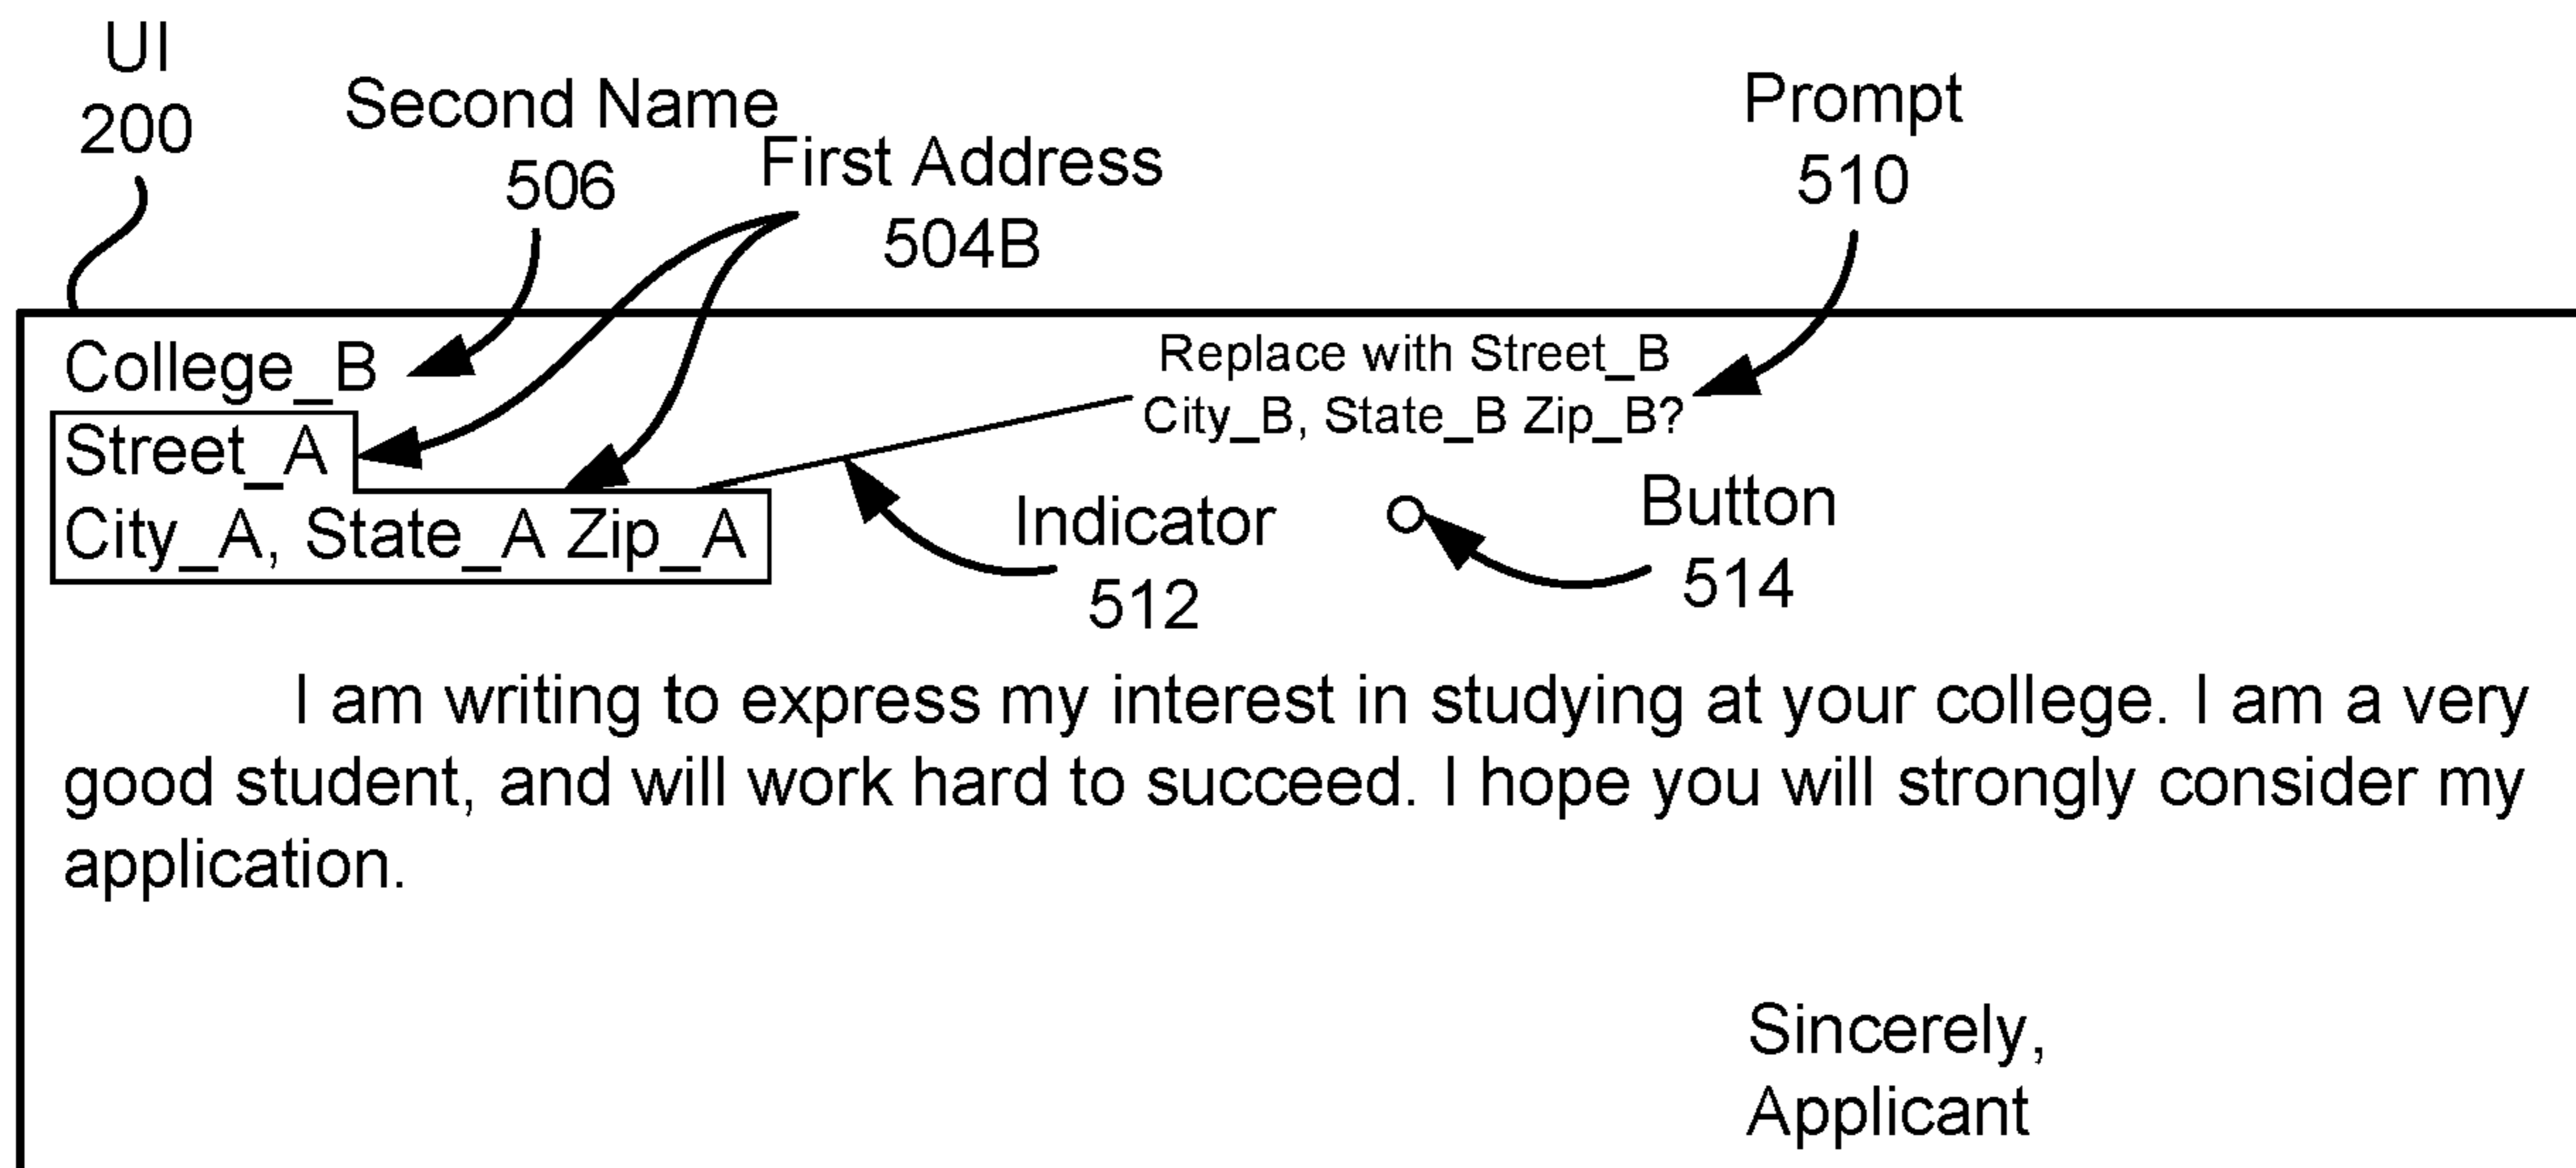 UI
200
Second Name
506
First Address
504B
Prompt
510
College_B
Street_A
City_A, State_A Zip_A
Replace with Street_B
City_B, State_B Zip_B?
Indicator
512
Button
514
I am writing to express my interest in studying at your college. I am a very
good student, and will work hard to succeed. I hope you will strongly consider my
application.
Sincerely,
Applicant